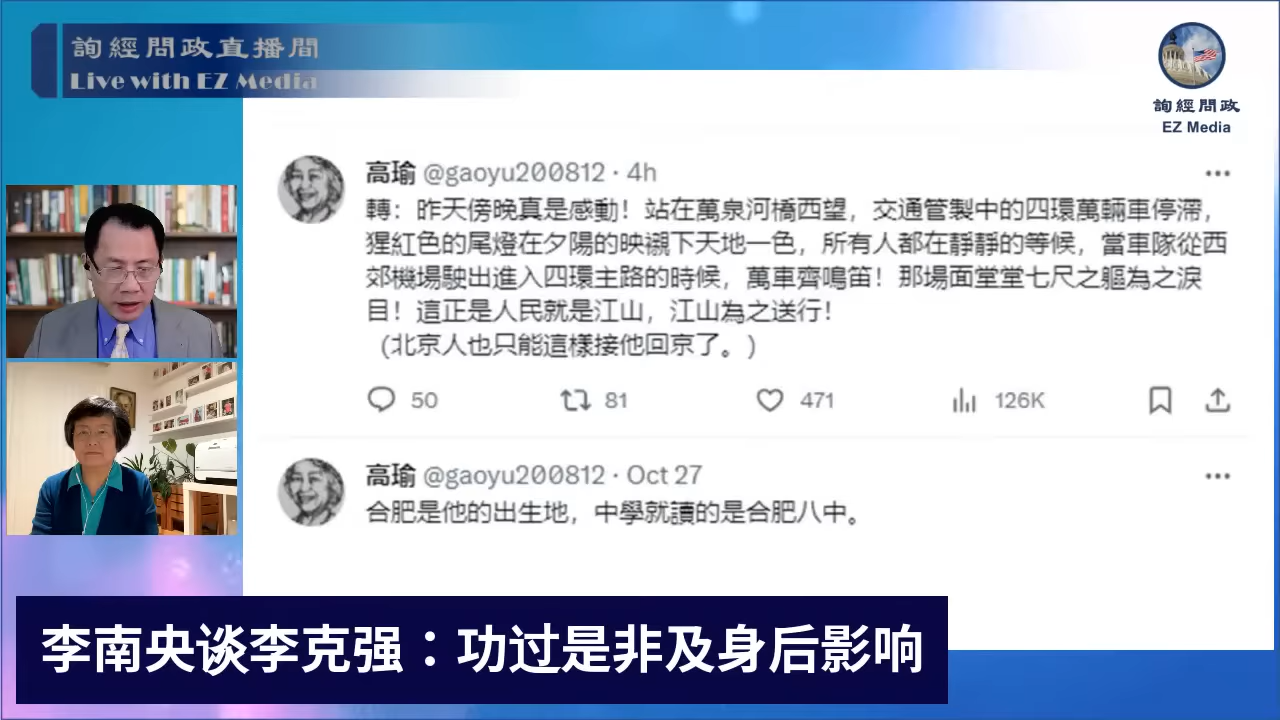 詢經問政直播間
Live with EZ Media
詢經問政
EZ Media
高瑜 @gaoyu200812 · 4h
轉：昨天傍晚真是感動！站在萬泉河橋西望，交通管製中的四環萬輛車停滯，
猩紅色的尾燈在夕陽的映襯下天地一色，所有人都在靜靜的等候，當車隊從西
郊機場駛出進入四環主路的時候，萬車齊鳴笛！那場面堂堂七尺之軀為之淚
目！這正是人民就是江山，江山為之送行！
（北京人也只能這樣接他回京了。）
50 81 471 126K
高瑜 @gaoyu200812 · Oct 27
合肥是他的出生地，中學就讀的是合肥八中。
李南央谈李克强：功过是非及身后影响